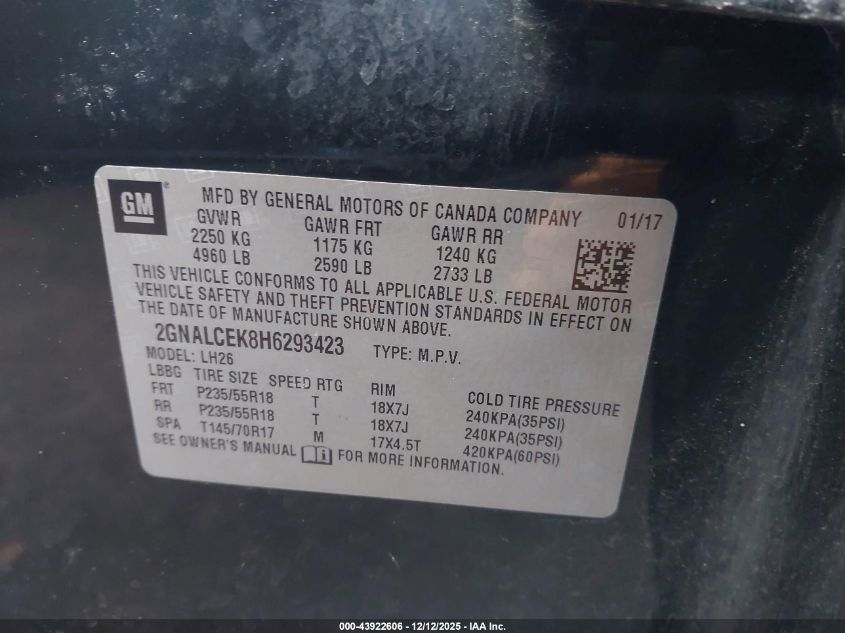 GM
MFD BY GENERAL MOTORS OF CANADA COMPANY 01/17
GVWR GAWR FRT GAWR RR
2250 KG 1175 KG 1240 KG
4960 LB 2590 LB 2733 LB
THIS VEHICLE CONFORMS TO ALL APPLICABLE U.S. FEDERAL MOTOR
VEHICLE SAFETY AND THEFT PREVENTION STANDARDS IN EFFECT ON
THE DATE OF MANUFACTURE SHOWN ABOVE.
2GNALCEK8H6293423 TYPE: M.P.V.
MODEL: LH26
LBBG TIRE SIZE SPEED RTG RIM COLD TIRE PRESSURE
FRT P235/55R18 T 18X7J 240KPA(35PSI)
RR P235/55R18 T 18X7J 240KPA(35PSI)
SPA T145/70R17 M 17X4.5T 420KPA(60PSI)
SEE OWNER'S MANUAL i FOR MORE INFORMATION.
000-43922606 - 12/12/2025 - IAA Inc.